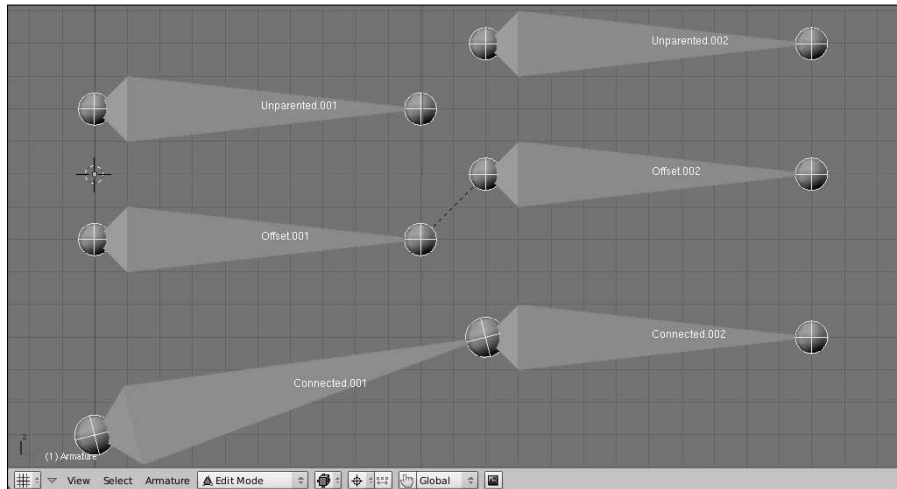 Unparented.002
Unparented.001
Offset.002
Offset.001
Connected.002
Connected.001
z
(1) Armature
View Select Armature Edit Mode Global